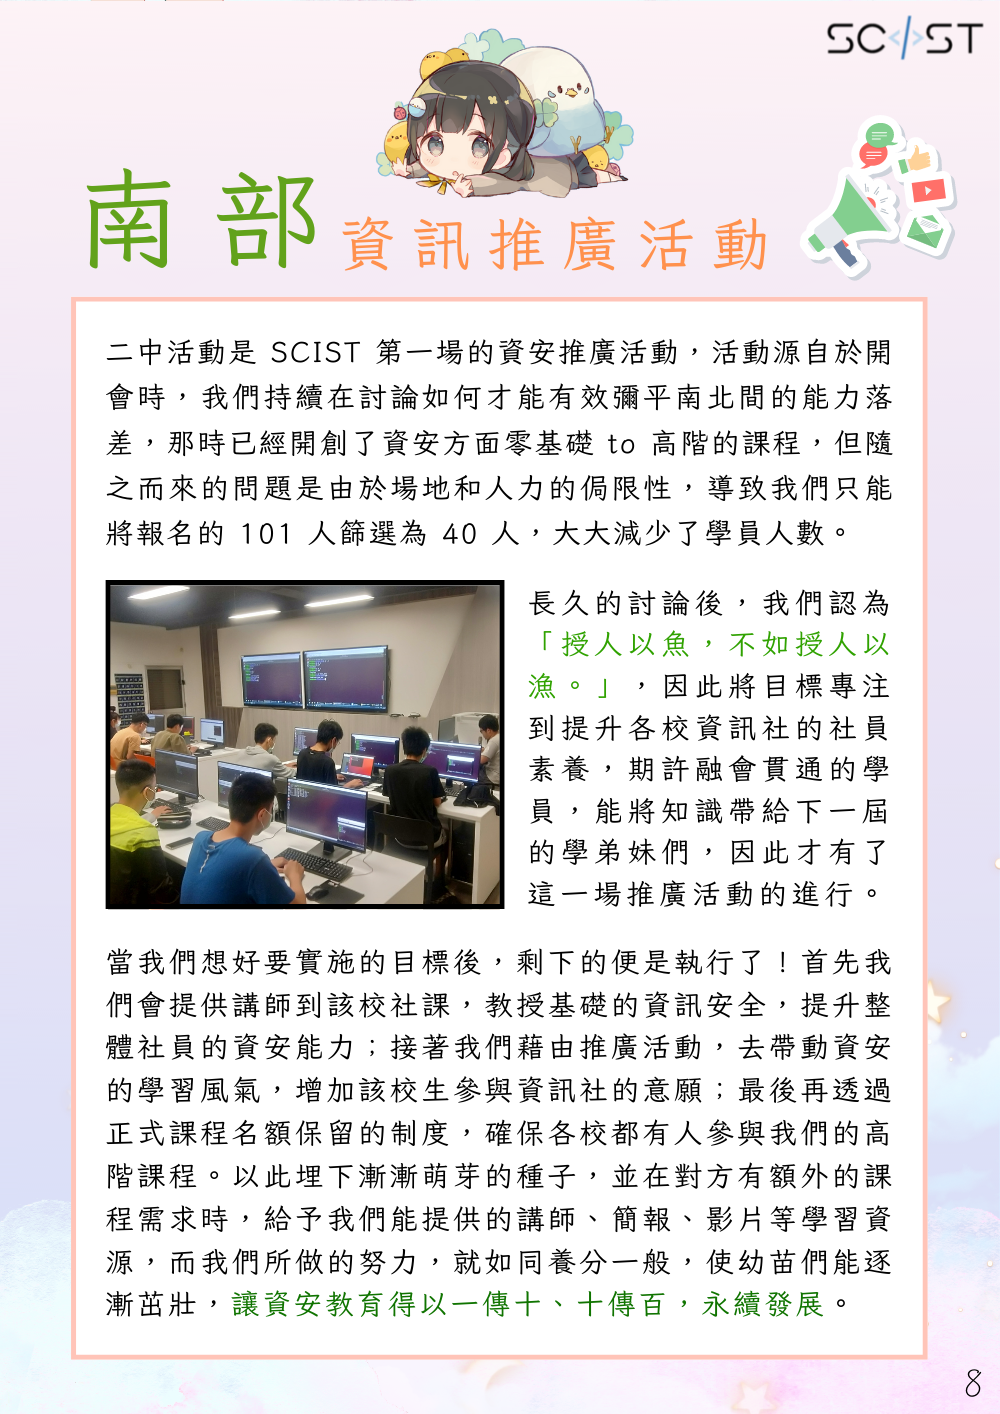 SC</>ST
南部資訊推廣活動
二中活動是 SCIST 第一場的資安推廣活動，活動源自於開
會時，我們持續在討論如何才能有效彌平南北間的能力落
差，那時已經開創了資安方面零基礎 to 高階的課程，但隨
之而來的問題是由於場地和人力的侷限性，導致我們只能
將報名的 101 人篩選為 40 人，大大減少了學員人數。
長久的討論後，我們認為
「授人以魚，不如授人以
漁。」，因此將目標專注
到提升各校資訊社的社員
素養，期許融會貫通的學
員，能將知識帶給下一屆
的學弟妹們，因此才有了
這一場推廣活動的進行。
當我們想好要實施的目標後，剩下的便是執行了！首先我
們會提供講師到該校社課，教授基礎的資訊安全，提升整
體社員的資安能力；接著我們藉由推廣活動，去帶動資安
的學習風氣，增加該校生參與資訊社的意願；最後再透過
正式課程名額保留的制度，確保各校都有人參與我們的高
階課程。以此埋下漸漸萌芽的種子，並在對方有額外的課
程需求時，給予我們能提供的講師、簡報、影片等學習資
源，而我們所做的努力，就如同養分一般，使幼苗們能逐
漸茁壯，讓資安教育得以一傳十、十傳百，永續發展。
8